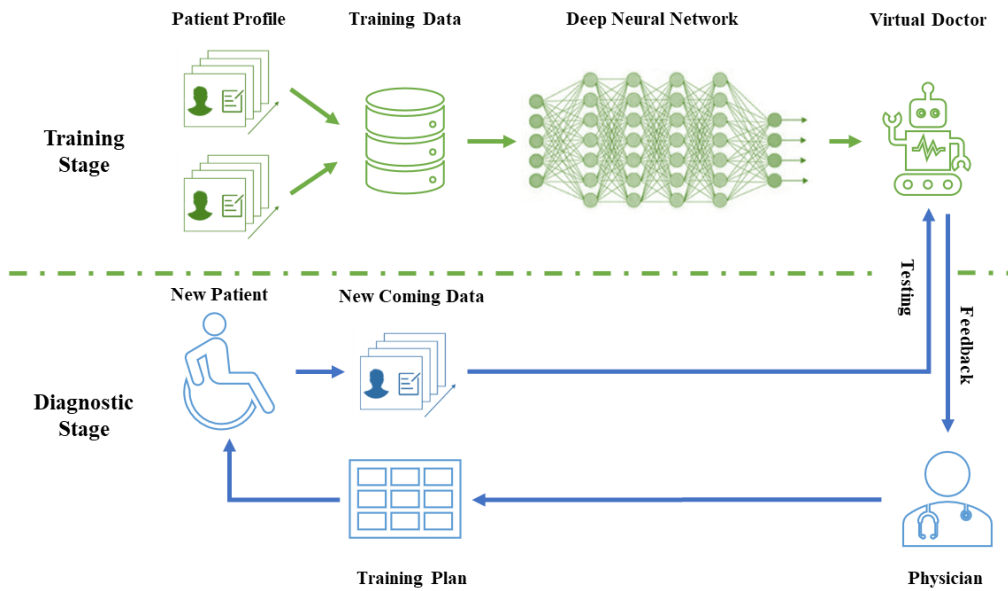 Patient Profile
Training Data
Deep Neural Network
Virtual Doctor
Training
Stage
New Patient
New Coming Data
Testing
Feedback
Diagnostic
Stage
Training Plan
Physician